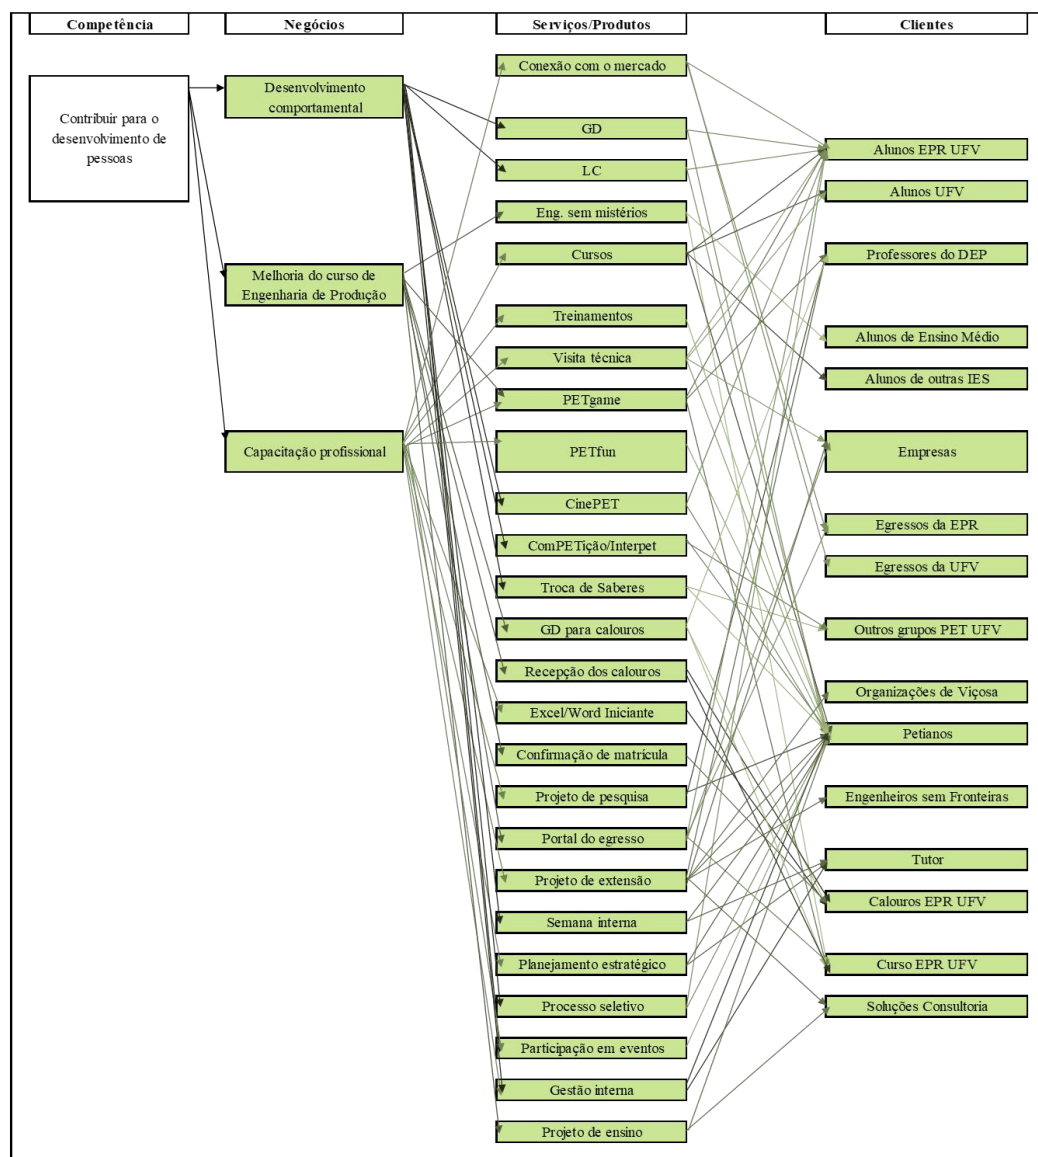 Competência
Negócios
Serviços/Produtos
Clientes
Contribuir para o
desenvolvimento de
pessoas
Desenvolvimento
comportamental
Melhoria do curso de
Engenharia de Produção
Capacitação profissional
Conexão com o mercado
GD
LC
Eng. sem mistérios
Cursos
Treinamentos
Visita técnica
PETgame
PETfun
CinePET
ComPETição/Interpet
Troca de Saberes
GD para calouros
Recepção dos calouros
Excel/Word Iniciante
Confirmação de matrícula
Projeto de pesquisa
Portal do egresso
Projeto de extensão
Semana interna
Planejamento estratégico
Processo seletivo
Participação em eventos
Gestão interna
Projeto de ensino
Alunos EPR UFV
Alunos UFV
Professores do DEP
Alunos de Ensino Médio
Alunos de outras IES
Empresas
Egressos da EPR
Egressos da UFV
Outros grupos PET UFV
Organizações de Viçosa
Petianos
Engenheiros sem Fronteiras
Tutor
Calouros EPR UFV
Curso EPR UFV
Soluções Consultoria